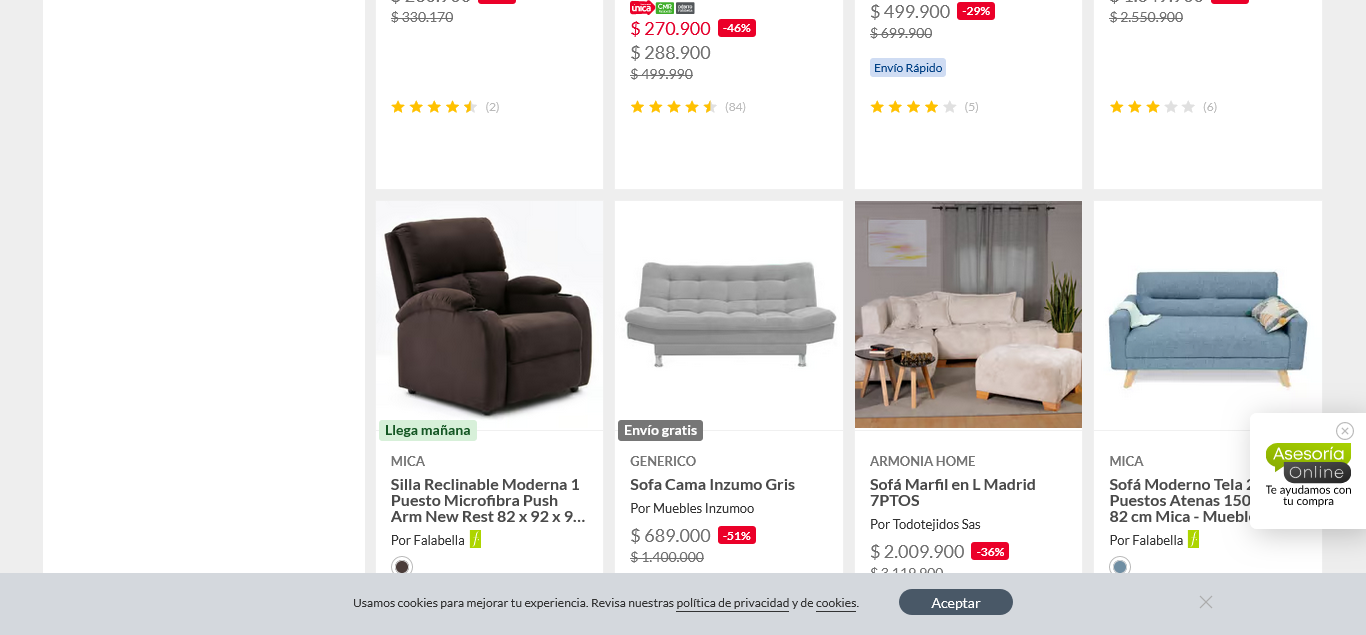 $ 330.170
(2)
única CMR
$ 270.900 -46%
$ 288.900
$ 499.990
(84)
$ 499.900 -29%
$ 699.900
Envío Rápido
(5)
$ 2.550.900
(6)
Llega mañana
MICA
Silla Reclinable Moderna 1
Puesto Microfibra Push
Arm New Rest 82 x 92 x 9...
Por Falabella
Envío gratis
GENERICO
Sofa Cama Inzumo Gris
Por Muebles Inzumoo
$ 689.000 -51%
$ 1.400.000
ARMONIA HOME
Sofá Marfil en L Madrid
7PTOS
Por Todotejidos Sas
$ 2.009.900 -36%
$ 3.119.900
MICA
Sofá Moderno Tela 2
Puestos Atenas 150
82 cm Mica - Mueble
Por Falabella
Asesoría
Online
Te ayudamos con
tu compra
Usamos cookies para mejorar tu experiencia. Revisa nuestras política de privacidad y de cookies.
Aceptar